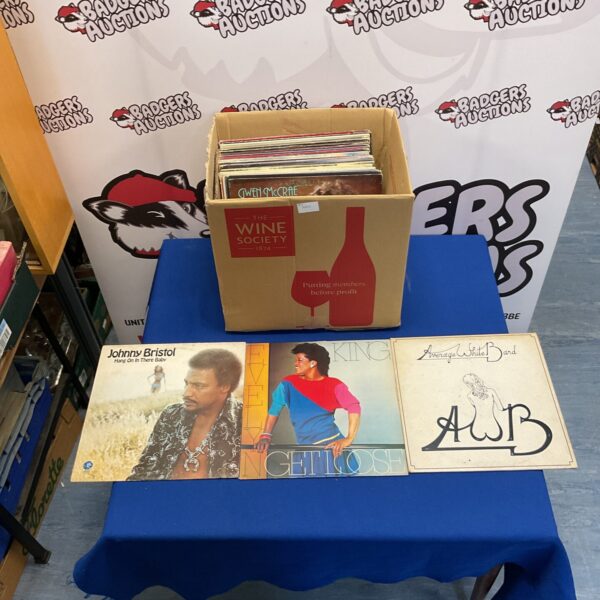 BADGERS
AUCTIONS
BADGERS
AUCTIONS
BADGERS
AUCTIONS
BADGERS
AUCTIONS
BADGERS
AUCTIONS
BADGERS
AUCTIONS
BADGERS
AUCTIONS
GWEN McCRAE
THE
WINE
SOCIETY
1874
Putting members
before profit
UNIT
8BE
Johnny Bristol
Hang On In There Baby
EVELYN
KING
GET LOOSE
Average White Band
AWB